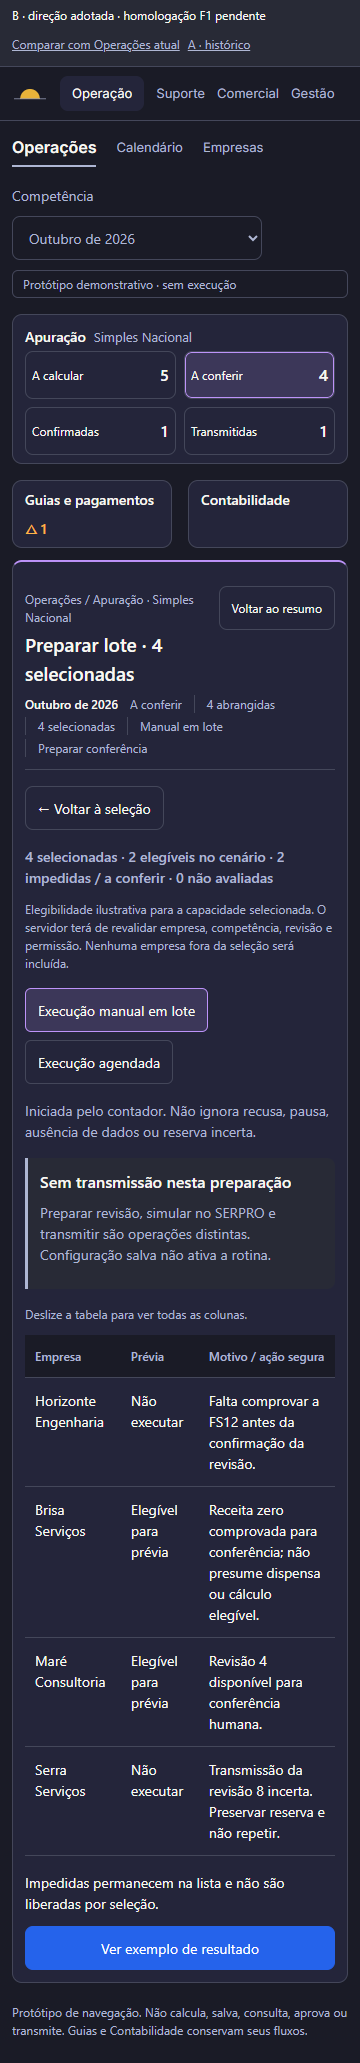 B · direção adotada · homologação F1 pendente
Comparar com Operações atual A · histórico
Operação Suporte Comercial Gestão
Operações Calendário Empresas
Competência
Outubro de 2026
Protótipo demonstrativo · sem execução
Apuração Simples Nacional
A calcular 5
A conferir 4
Confirmadas 1
Transmitidas 1
Guias e pagamentos
△ 1
Contabilidade
Operações / Apuração · Simples
Nacional
Voltar ao resumo
Preparar lote · 4
selecionadas
Outubro de 2026 A conferir 4 abrangidas
4 selecionadas Manual em lote
Preparar conferência
← Voltar à seleção
4 selecionadas · 2 elegíveis no cenário · 2
impedidas / a conferir · 0 não avaliadas
Elegibilidade ilustrativa para a capacidade selecionada. O
servidor terá de revalidar empresa, competência, revisão e
permissão. Nenhuma empresa fora da seleção será
incluída.
Execução manual em lote
Execução agendada
Iniciada pelo contador. Não ignora recusa, pausa,
ausência de dados ou reserva incerta.
Sem transmissão nesta preparação
Preparar revisão, simular no SERPRO e
transmitir são operações distintas.
Configuração salva não ativa a rotina.
Deslize a tabela para ver todas as colunas.
Empresa Prévia Motivo / ação segura
Horizonte
Engenharia
Não
executar
Falta comprovar a
FS12 antes da
confirmação da
revisão.
Brisa
Serviços
Elegível
para
prévia
Receita zero
comprovada para
conferência; não
presume dispensa
ou cálculo
elegível.
Maré
Consultoria
Elegível
para
prévia
Revisão 4
disponível para
conferência
humana.
Serra
Serviços
Não
executar
Transmissão da
revisão 8 incerta.
Preservar reserva e
não repetir.
Impedidas permanecem na lista e não são
liberadas por seleção.
Ver exemplo de resultado
Protótipo de navegação. Não calcula, salva, consulta, aprova ou
transmite. Guias e Contabilidade conservam seus fluxos.